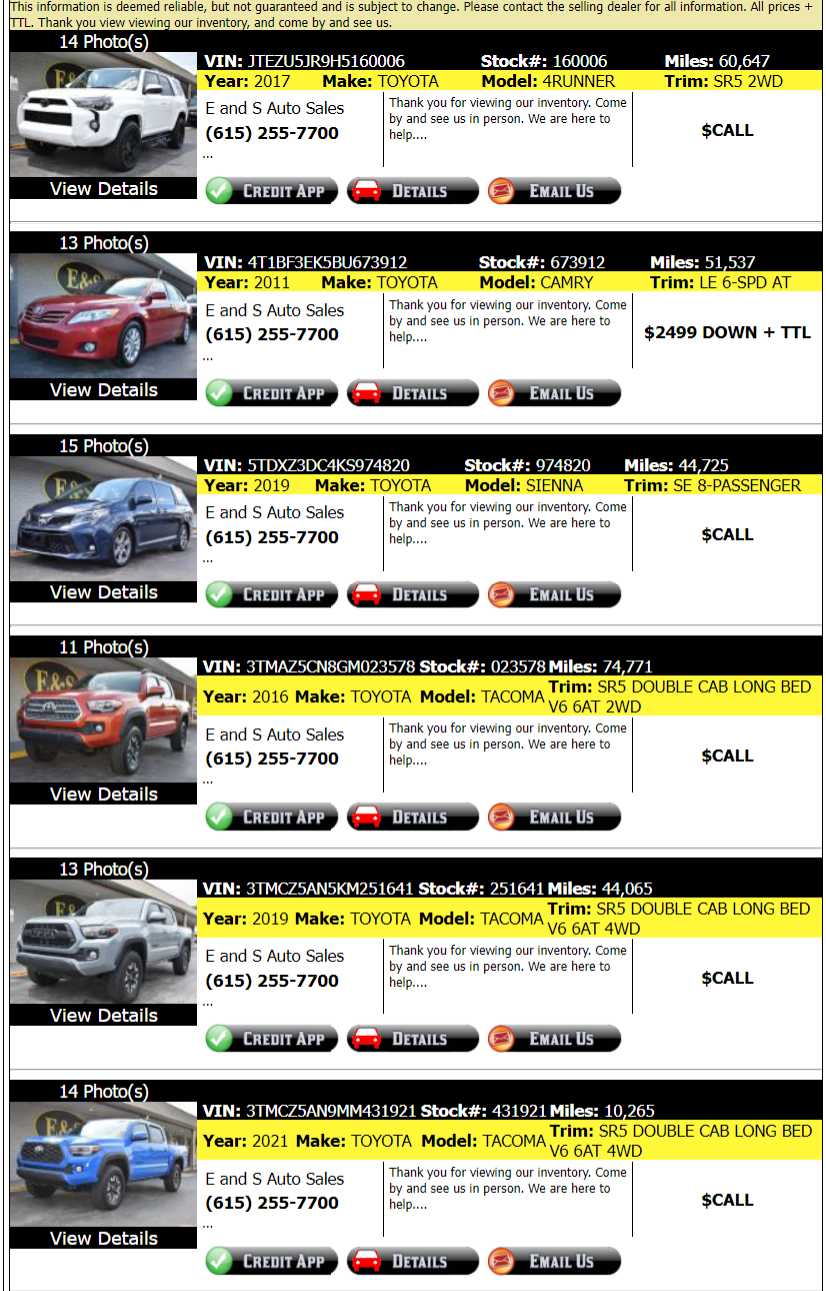 This information is deemed reliable, but not guaranteed and is subject to change. Please contact the selling dealer for all information. All prices +
TTL. Thank you view viewing our inventory, and come by and see us.
14 Photo(s)
VIN: JTEZU5JR9H5160006 Stock#: 160006 Miles: 60,647
Year: 2017 Make: TOYOTA Model: 4RUNNER Trim: SR5 2WD
E&S
E and S Auto Sales
(615) 255-7700
...
Thank you for viewing our inventory. Come
by and see us in person. We are here to
help....
$CALL
View Details
CREDIT APP DETAILS EMAIL US
13 Photo(s)
VIN: 4T1BF3EK5BU673912 Stock#: 673912 Miles: 51,537
Year: 2011 Make: TOYOTA Model: CAMRY Trim: LE 6-SPD AT
E&S
E and S Auto Sales
(615) 255-7700
...
Thank you for viewing our inventory. Come
by and see us in person. We are here to
help....
$2499 DOWN + TTL
View Details
CREDIT APP DETAILS EMAIL US
15 Photo(s)
VIN: 5TDXZ3DC4KS974820 Stock#: 974820 Miles: 44,725
Year: 2019 Make: TOYOTA Model: SIENNA Trim: SE 8-PASSENGER
E&S
E and S Auto Sales
(615) 255-7700
...
Thank you for viewing our inventory. Come
by and see us in person. We are here to
help....
$CALL
View Details
CREDIT APP DETAILS EMAIL US
11 Photo(s)
VIN: 3TMAZ5CN8GM023578 Stock#: 023578 Miles: 74,771
Year: 2016 Make: TOYOTA Model: TACOMA Trim: SR5 DOUBLE CAB LONG BED
V6 6AT 2WD
E&S
E and S Auto Sales
(615) 255-7700
...
Thank you for viewing our inventory. Come
by and see us in person. We are here to
help....
$CALL
View Details
CREDIT APP DETAILS EMAIL US
13 Photo(s)
VIN: 3TMCZ5AN5KM251641 Stock#: 251641 Miles: 44,065
Year: 2019 Make: TOYOTA Model: TACOMA Trim: SR5 DOUBLE CAB LONG BED
V6 6AT 4WD
E&S
E and S Auto Sales
(615) 255-7700
...
Thank you for viewing our inventory. Come
by and see us in person. We are here to
help....
$CALL
View Details
CREDIT APP DETAILS EMAIL US
14 Photo(s)
VIN: 3TMCZ5AN9MM431921 Stock#: 431921 Miles: 10,265
Year: 2021 Make: TOYOTA Model: TACOMA Trim: SR5 DOUBLE CAB LONG BED
V6 6AT 4WD
E&S
E and S Auto Sales
(615) 255-7700
...
Thank you for viewing our inventory. Come
by and see us in person. We are here to
help....
$CALL
View Details
CREDIT APP DETAILS EMAIL US